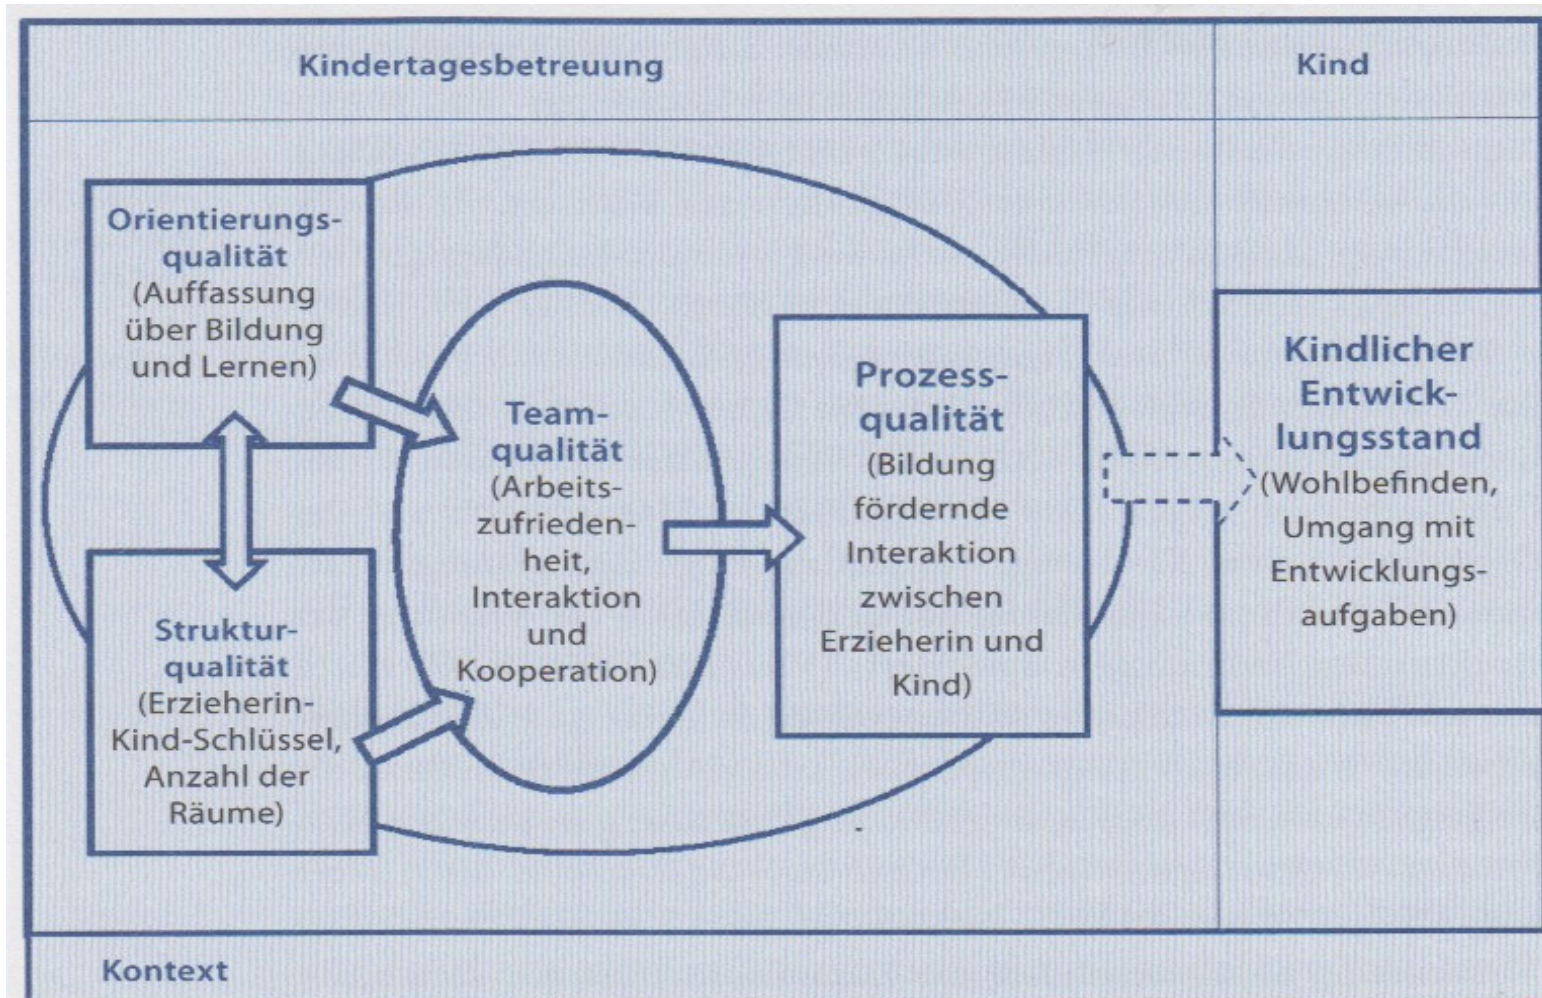 Kindertagesbetreuung
Kind
Orientierungs-
qualität
(Auffassung
über Bildung
und Lernen)
Struktur-
qualität
(Erzieherin-
Kind-Schlüssel,
Anzahl der
Räume)
Team-
qualität
(Arbeits-
zufrieden-
heit,
Interaktion
und
Kooperation)
Prozess-
qualität
(Bildung
fördernde
Interaktion
zwischen
Erzieherin und
Kind)
Kindlicher
Entwick-
lungsstand
(Wohlbefinden,
Umgang mit
Entwicklungs-
aufgaben)
Kontext